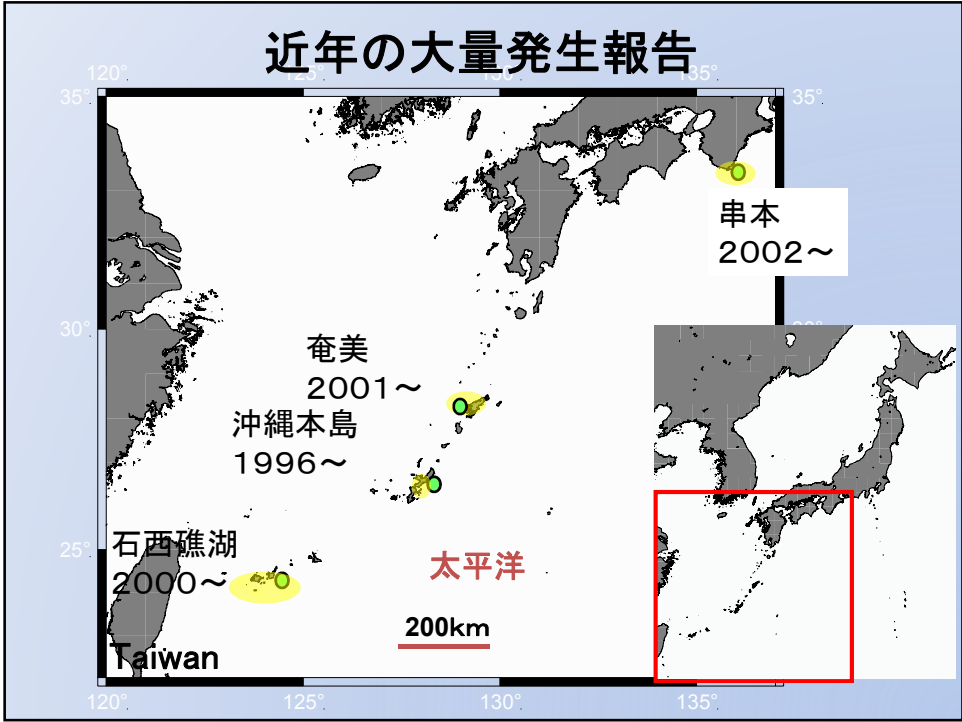 近年の大量発生報告
120°
125°
130°
135°
35°
35°
串本
2002～
30°
30°
奄美
2001～
沖縄本島
1996～
25°
石西礁湖
2000～
太平洋
200km
Taiwan
120°
125°
130°
135°